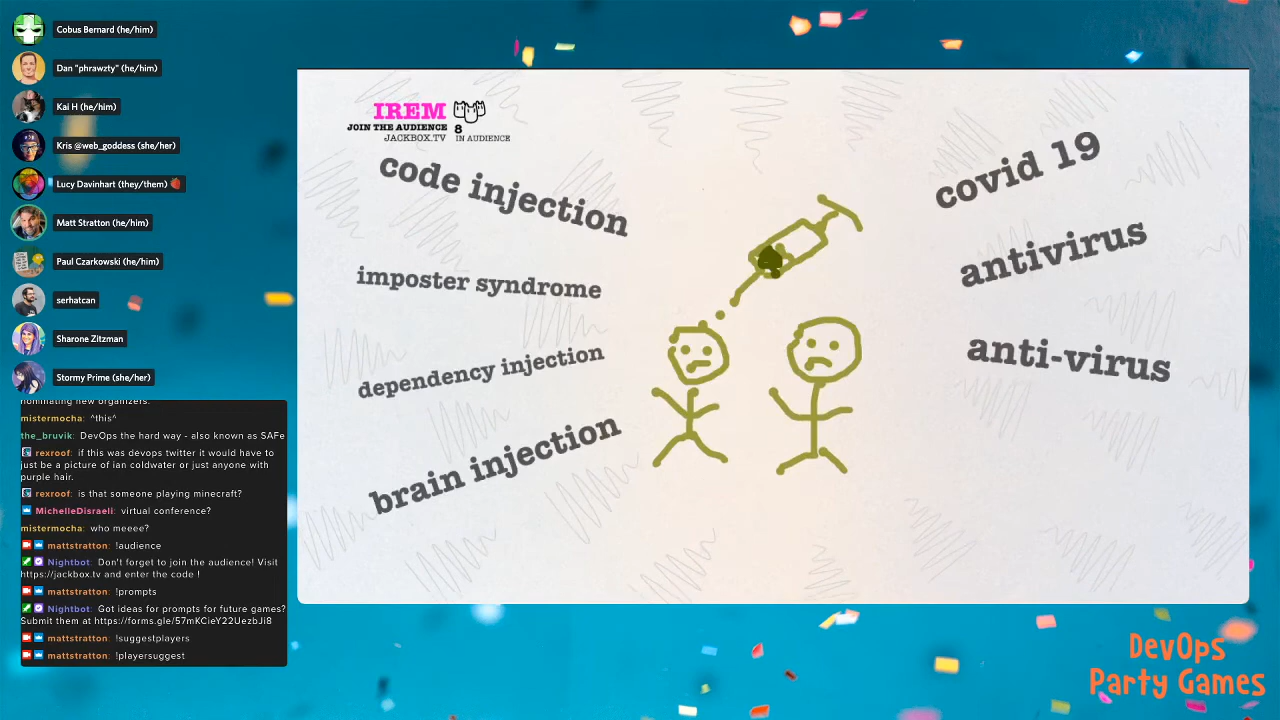 Cobus Bernard (he/him)
Dan "phrawzty" (he/him)
Kai H (he/him)
Kris @web_goddess (she/her)
Lucy Davinhart (they/them) 🍓
Matt Stratton (he/him)
Paul Czarkowski (he/him)
serhatcan
Sharone Zitzman
Stormy Prime (she/her)
nominating new organizers.
mistermocha: ^this^
the_bruvik: DevOps the hard way - also known as SAFe
rexroof: if this was devops twitter it would have to
just be a picture of ian coldwater or just anyone with
purple hair.
rexroof: is that someone playing minecraft?
MichelleDisraeli: virtual conference?
mistermocha: who meeee?
mattstratton: !audience
Nightbot: Don't forget to join the audience! Visit
https://jackbox.tv and enter the code !
mattstratton: !prompts
Nightbot: Got ideas for prompts for future games?
Submit them at https://forms.gle/57mKCieY22UezbJi8
mattstratton: !suggestplayers
mattstratton: !playersuggest
IREM
JOIN THE AUDIENCE 8
JACKBOX.TV IN AUDIENCE
code injection
imposter syndrome
dependency injection
brain injection
covid 19
antivirus
anti-virus
DevOps
Party Games